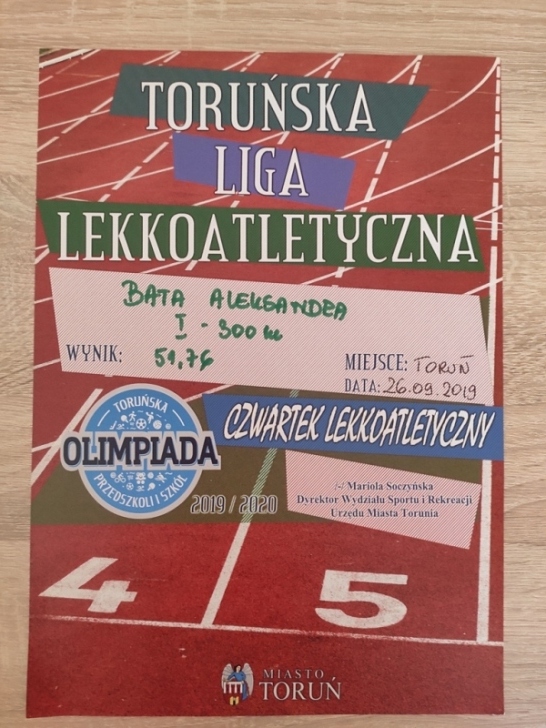 TORUŃSKA
LIGA
LEKKOATLETYCZNA
BATA ALEKSANDRA
I - 300 m
WYNIK: 51,76
MIEJSCE: TORUŃ
DATA: 26.09.2019
TORUŃSKA
OLIMPIADA
PRZEDSZKOLI I SZKÓŁ
2019 / 2020
CZWARTEK LEKKOATLETYCZNY
/-/ Mariola Soczyńska
Dyrektor Wydziału Sportu i Rekreacji
Urzędu Miasta Torunia
4 5
MIASTO
TORUŃ